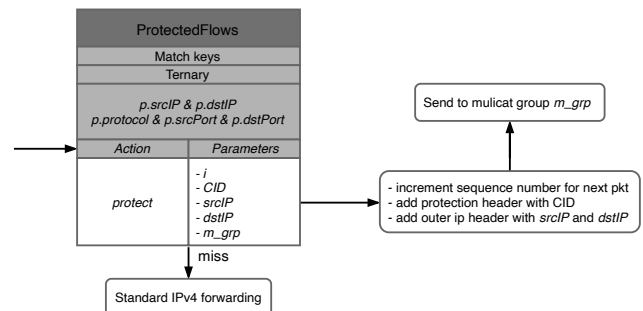 ProtectedFlows
Match keys
Ternary
p.srcIP & p.dstIP
p.protocol & p.srcPort & p.dstPort
Action
Parameters
protect
- i
- CID
- srcIP
- dstIP
- m_grp
miss
Standard IPv4 forwarding
- increment sequence number for next pkt
- add protection header with CID
- add outer ip header with srcIP and dstIP
Send to mulicat group m_grp